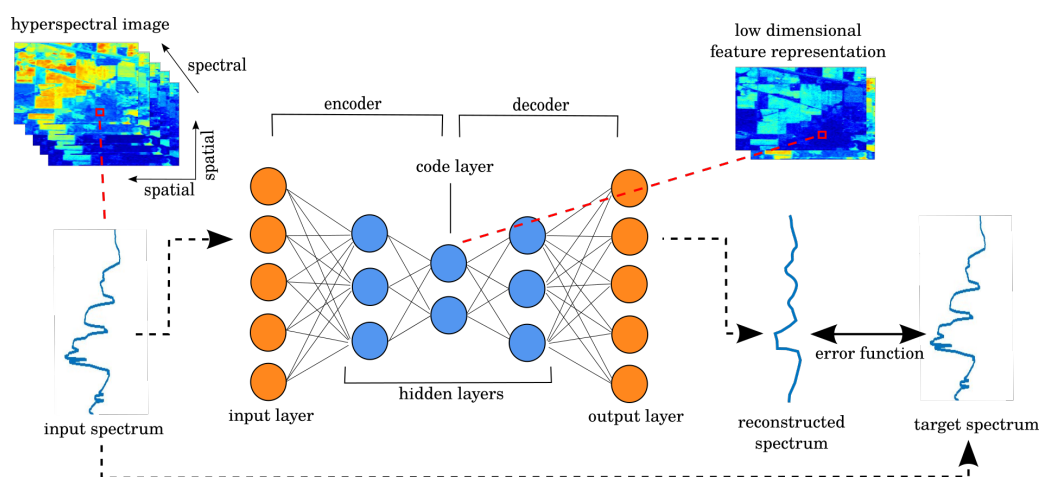 hyperspectral image
spectral
spatial
spatial
low dimensional
feature representation
encoder
decoder
code layer
hidden layers
input layer
output layer
input spectrum
reconstructed
spectrum
error function
target spectrum